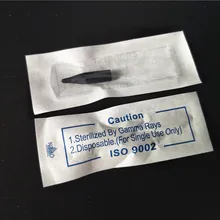 Caution
1.Sterilized By Gamma Rays
2.Disposable.(For Single Use Only)
ISO 9002